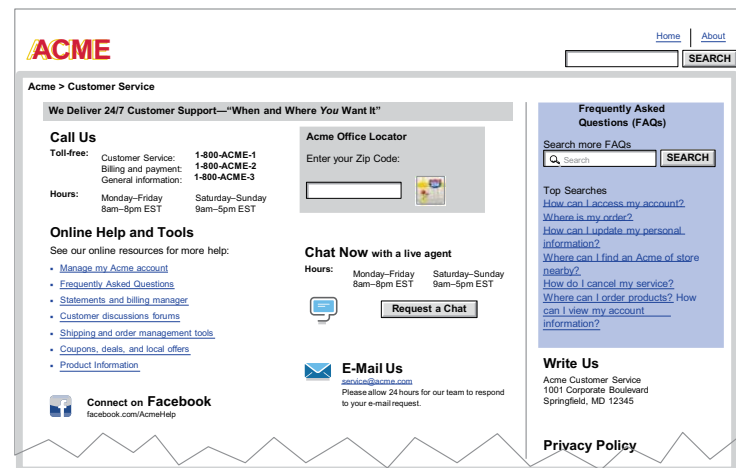 ACME
Home | About
SEARCH
Acme > Customer Service
We Deliver 24/7 Customer Support—“When and Where You Want It”
Call Us
Toll-free:
Customer Service: 1-800-ACME-1
Billing and payment: 1-800-ACME-2
General information: 1-800-ACME-3
Hours:
Monday–Friday Saturday–Sunday
8am–8pm EST 9am–5pm EST
Online Help and Tools
See our online resources for more help:
• Manage my Acme account
• Frequently Asked Questions
• Statements and billing manager
• Customer discussions forums
• Shipping and order management tools
• Coupons, deals, and local offers
• Product Information
Connect on Facebook
facebook.com/AcmeHelp
Acme Office Locator
Enter your Zip Code:
Chat Now with a live agent
Hours:
Monday–Friday Saturday–Sunday
8am–8pm EST 9am–5pm EST
Request a Chat
E-Mail Us
service@acme.com
Please allow 24 hours for our team to respond
to your e-mail request.
Frequently Asked
Questions (FAQs)
Search more FAQs
Search SEARCH
Top Searches
How can I access my account?
Where is my order?
How can I update my personal
information?
Where can I find an Acme of store
nearby?
How do I cancel my service?
Where can I order products? How
can I view my account
information?
Write Us
Acme Customer Service
1001 Corporate Boulevard
Springfield, MD 12345
Privacy Policy